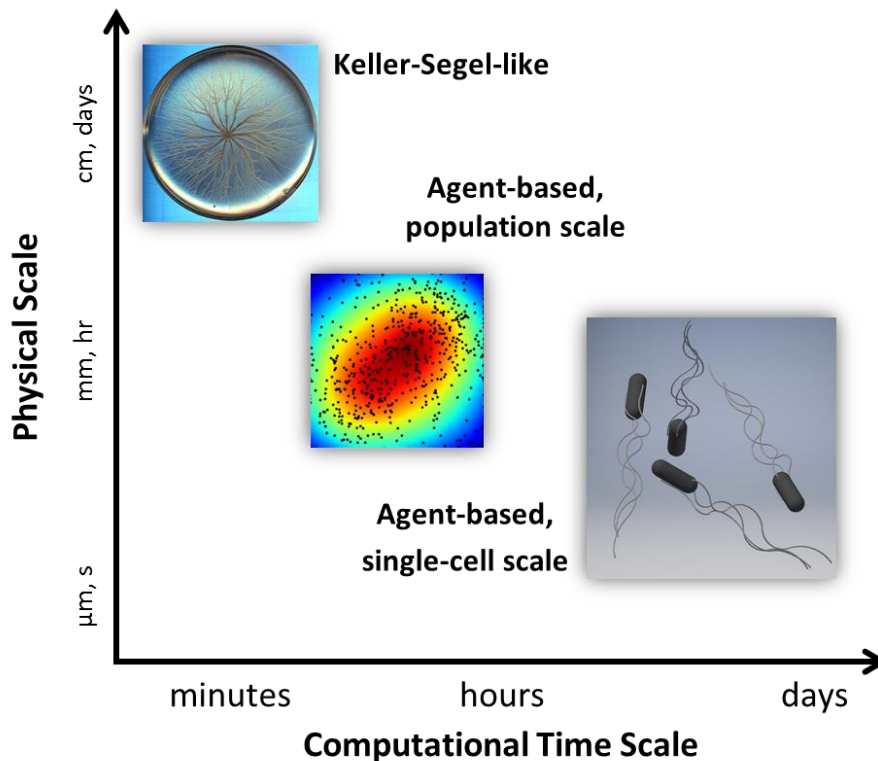 Keller-Segel-like
Agent-based,
population scale
Agent-based,
single-cell scale
Physical Scale
cm, days
mm, hr
μm, s
minutes
hours
days
Computational Time Scale